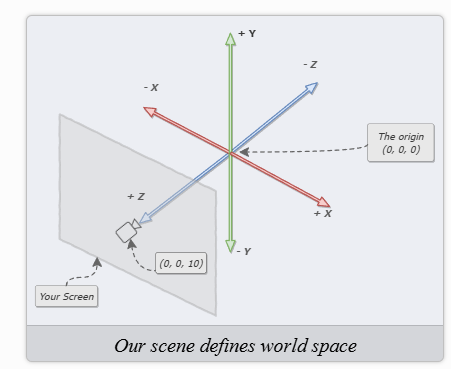 + Y
- Z
- X
The origin
(0, 0, 0)
+ Z
+ X
(0, 0, 10)
- Y
Your Screen
Our scene defines world space